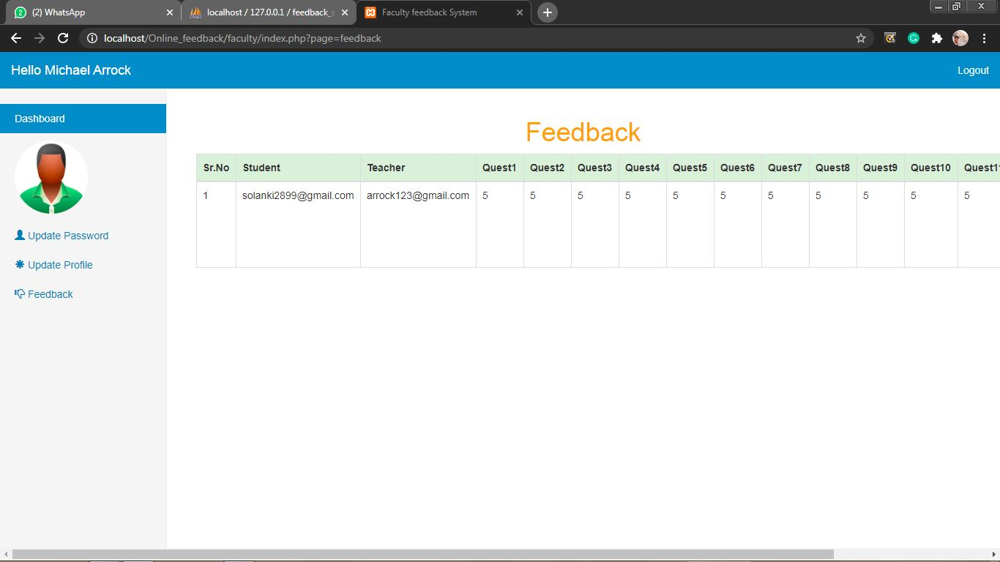 2 (2) WhatsApp
localhost / 127.0.0.1 / feedback_s
Faculty feedback System
localhost/Online_feedback/faculty/index.php?page=feedback
Hello Michael Arrock
Logout
Dashboard
Update Password
Update Profile
Feedback
Feedback
Sr.No Student Teacher Quest1 Quest2 Quest3 Quest4 Quest5 Quest6 Quest7 Quest8 Quest9 Quest10 Quest11
1 solanki2899@gmail.com arrock123@gmail.com 5 5 5 5 5 5 5 5 5 5 5